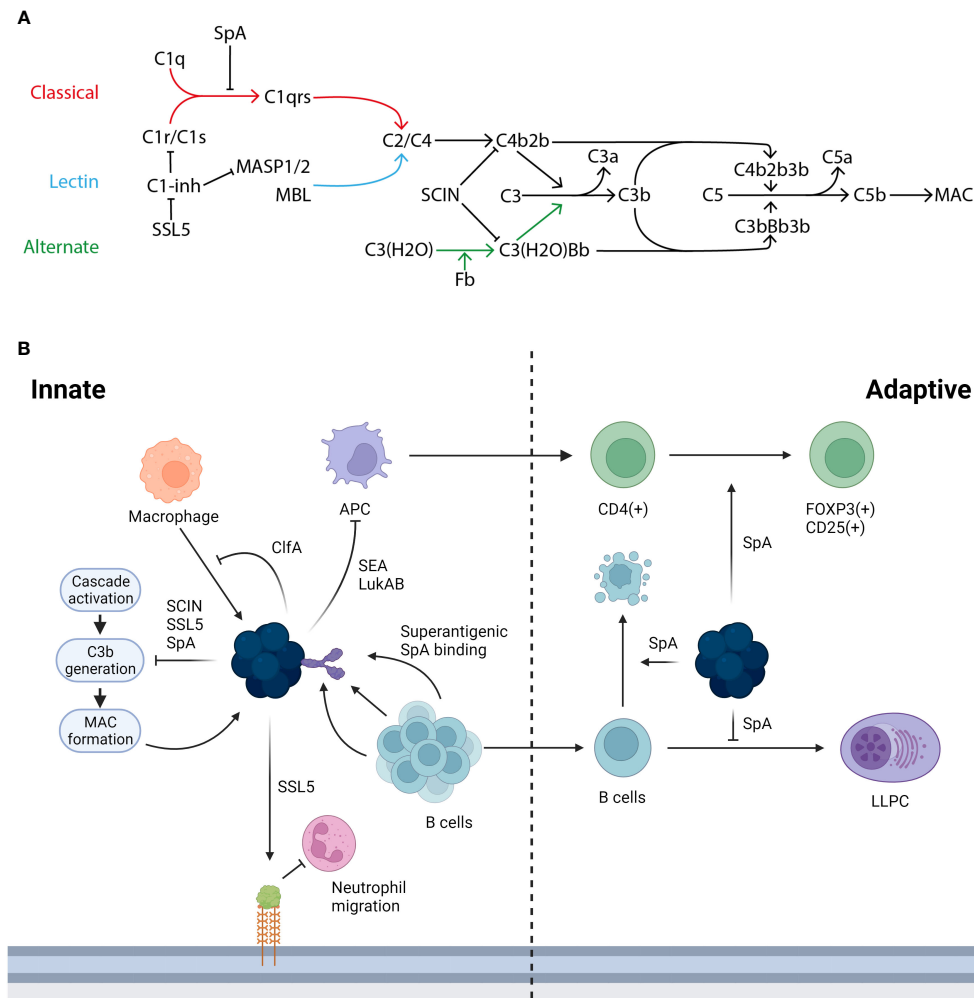 A
SpA
C1q
Classical
C1qrs
C1r/C1s
C2/C4
C4b2b
C3a
C5a
MASP1/2
C4b2b3b
Lectin
C1-inh
MBL
SCIN
C3
C3b
C5
C5b
MAC
SSL5
C3bBb3b
Alternate
C3(H2O)
C3(H2O)Bb
Fb
B
Innate
Adaptive
Macrophage
APC
CD4(+)
FOXP3(+)
CD25(+)
ClfA
SEA
LukAB
SpA
Cascade
activation
SCIN
SSL5
SpA
C3b
generation
Superantigenic
SpA binding
SpA
MAC
formation
SpA
SSL5
B cells
B cells
LLPC
Neutrophil
migration